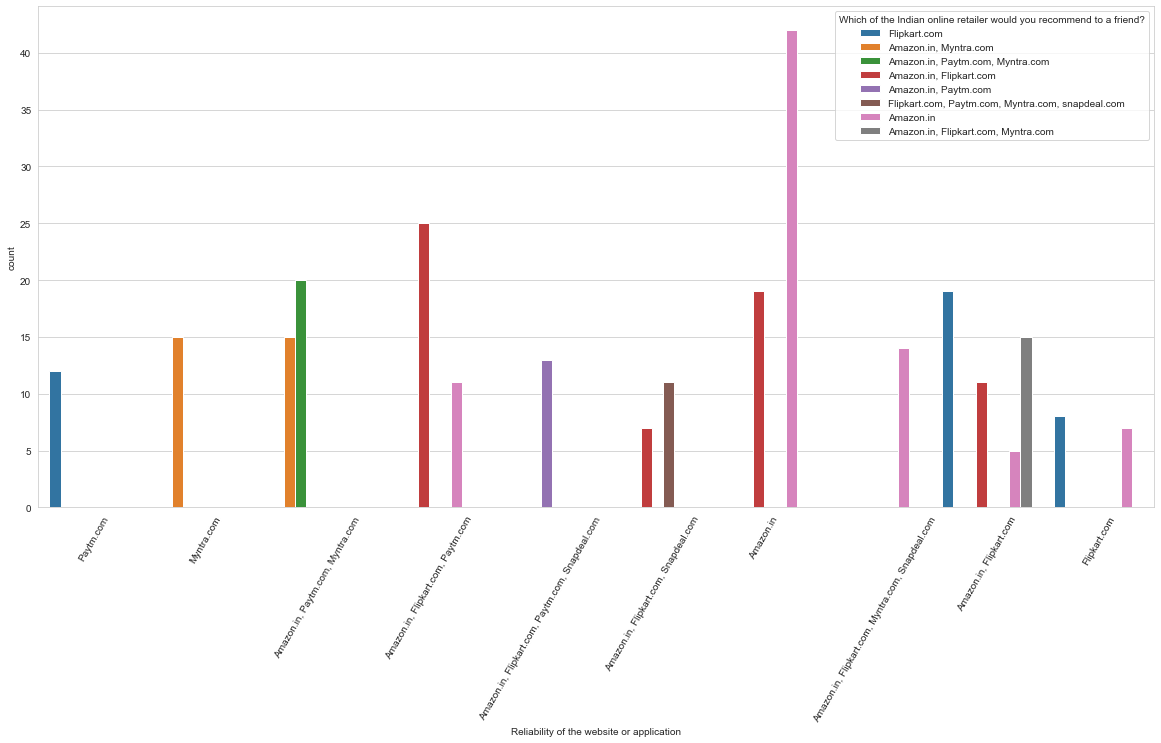 Which of the Indian online retailer would you recommend to a friend?
Flipkart.com
Amazon.in, Myntra.com
Amazon.in, Paytm.com, Myntra.com
Amazon.in, Flipkart.com
Amazon.in, Paytm.com
Flipkart.com, Paytm.com, Myntra.com, snapdeal.com
Amazon.in
Amazon.in, Flipkart.com, Myntra.com
count
40
35
30
25
20
15
10
5
0
Paytm.com
Myntra.com
Amazon.in, Paytm.com, Myntra.com
Amazon.in, Flipkart.com, Paytm.com
Amazon.in, Flipkart.com, Paytm.com, Snapdeal.com
Amazon.in, Flipkart.com, Snapdeal.com
Amazon.in
Amazon.in, Flipkart.com, Myntra.com, Snapdeal.com
Amazon.in, Flipkart.com
Flipkart.com
Reliability of the website or application